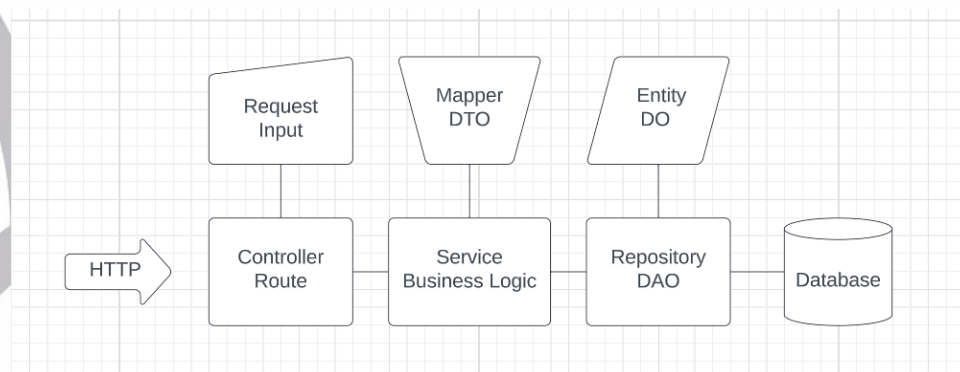 Request
Input
Mapper
DTO
Entity
DO
HTTP
Controller
Route
Service
Business Logic
Repository
DAO
Database